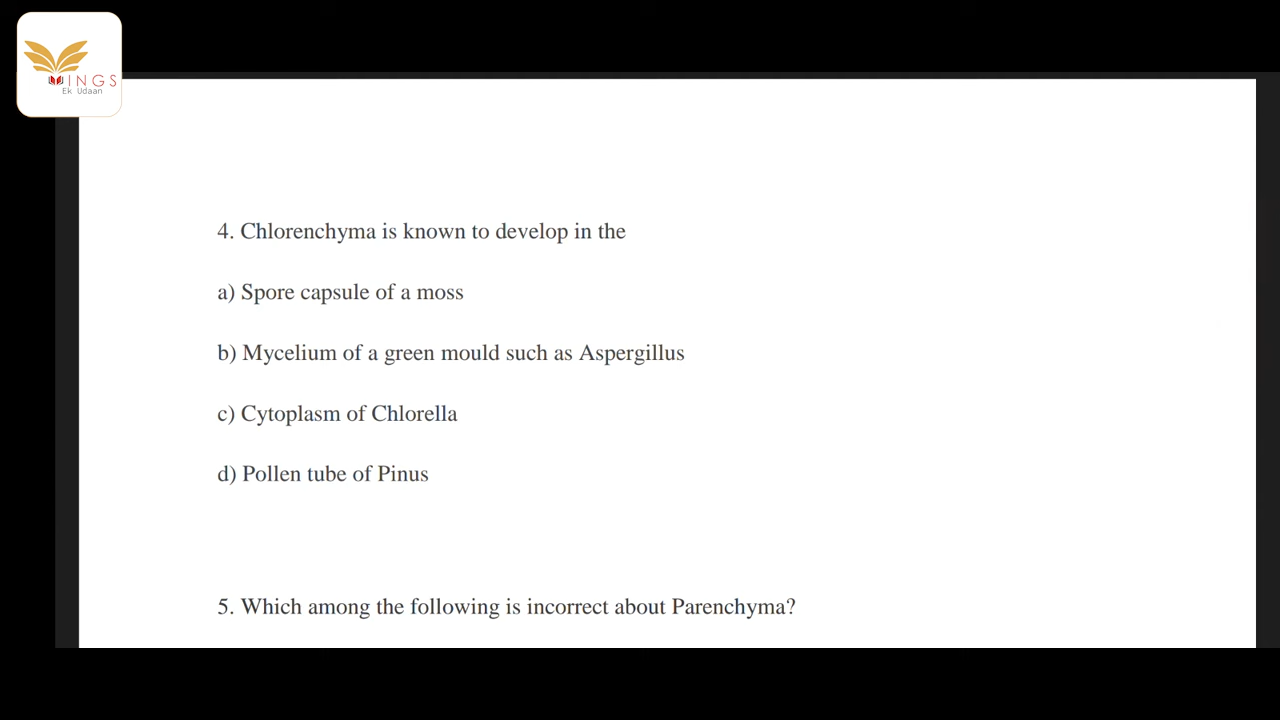 WINGS
Ek Udaan
4. Chlorenchyma is known to develop in the
a) Spore capsule of a moss
b) Mycelium of a green mould such as Aspergillus
c) Cytoplasm of Chlorella
d) Pollen tube of Pinus
5. Which among the following is incorrect about Parenchyma?